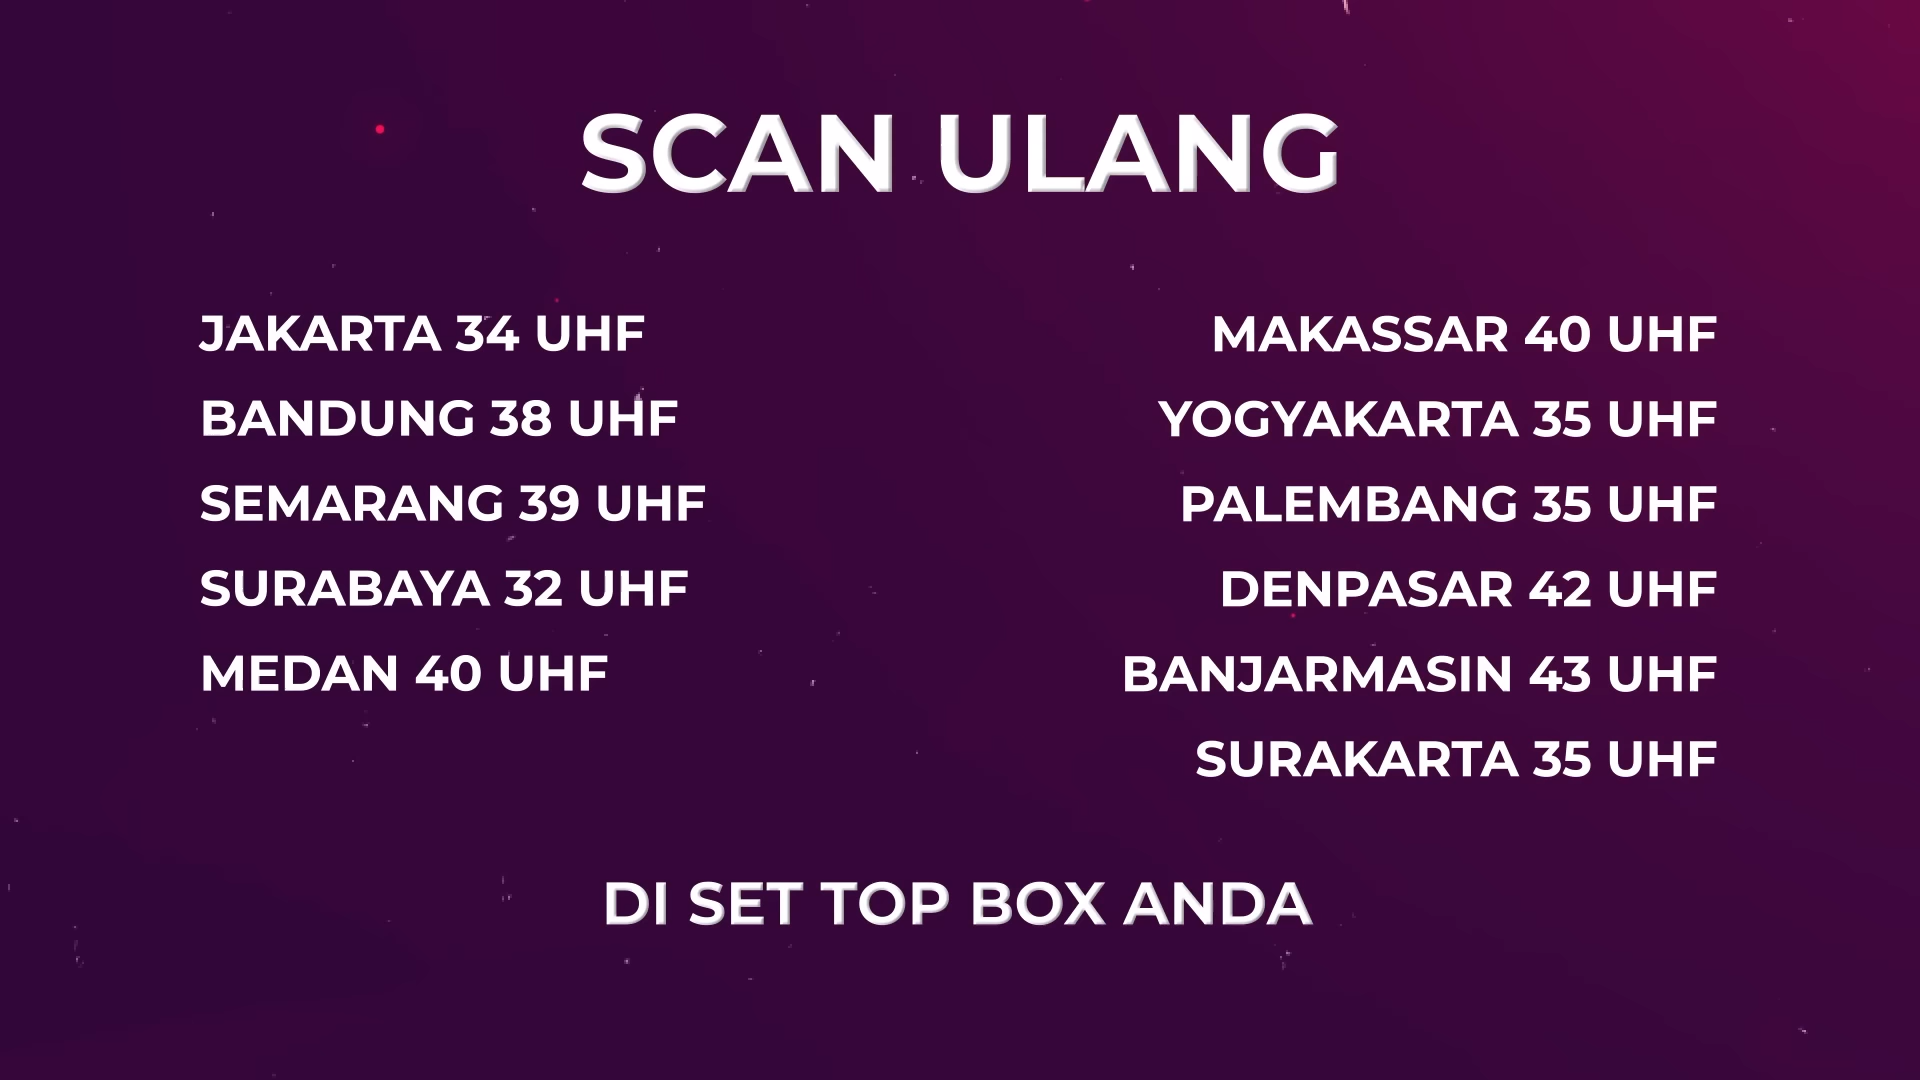 SCAN ULANG
JAKARTA 34 UHF
BANDUNG 38 UHF
SEMARANG 39 UHF
SURABAYA 32 UHF
MEDAN 40 UHF
MAKASSAR 40 UHF
YOGYAKARTA 35 UHF
PALEMBANG 35 UHF
DENPASAR 42 UHF
BANJARMASIN 43 UHF
SURAKARTA 35 UHF
DI SET TOP BOX ANDA